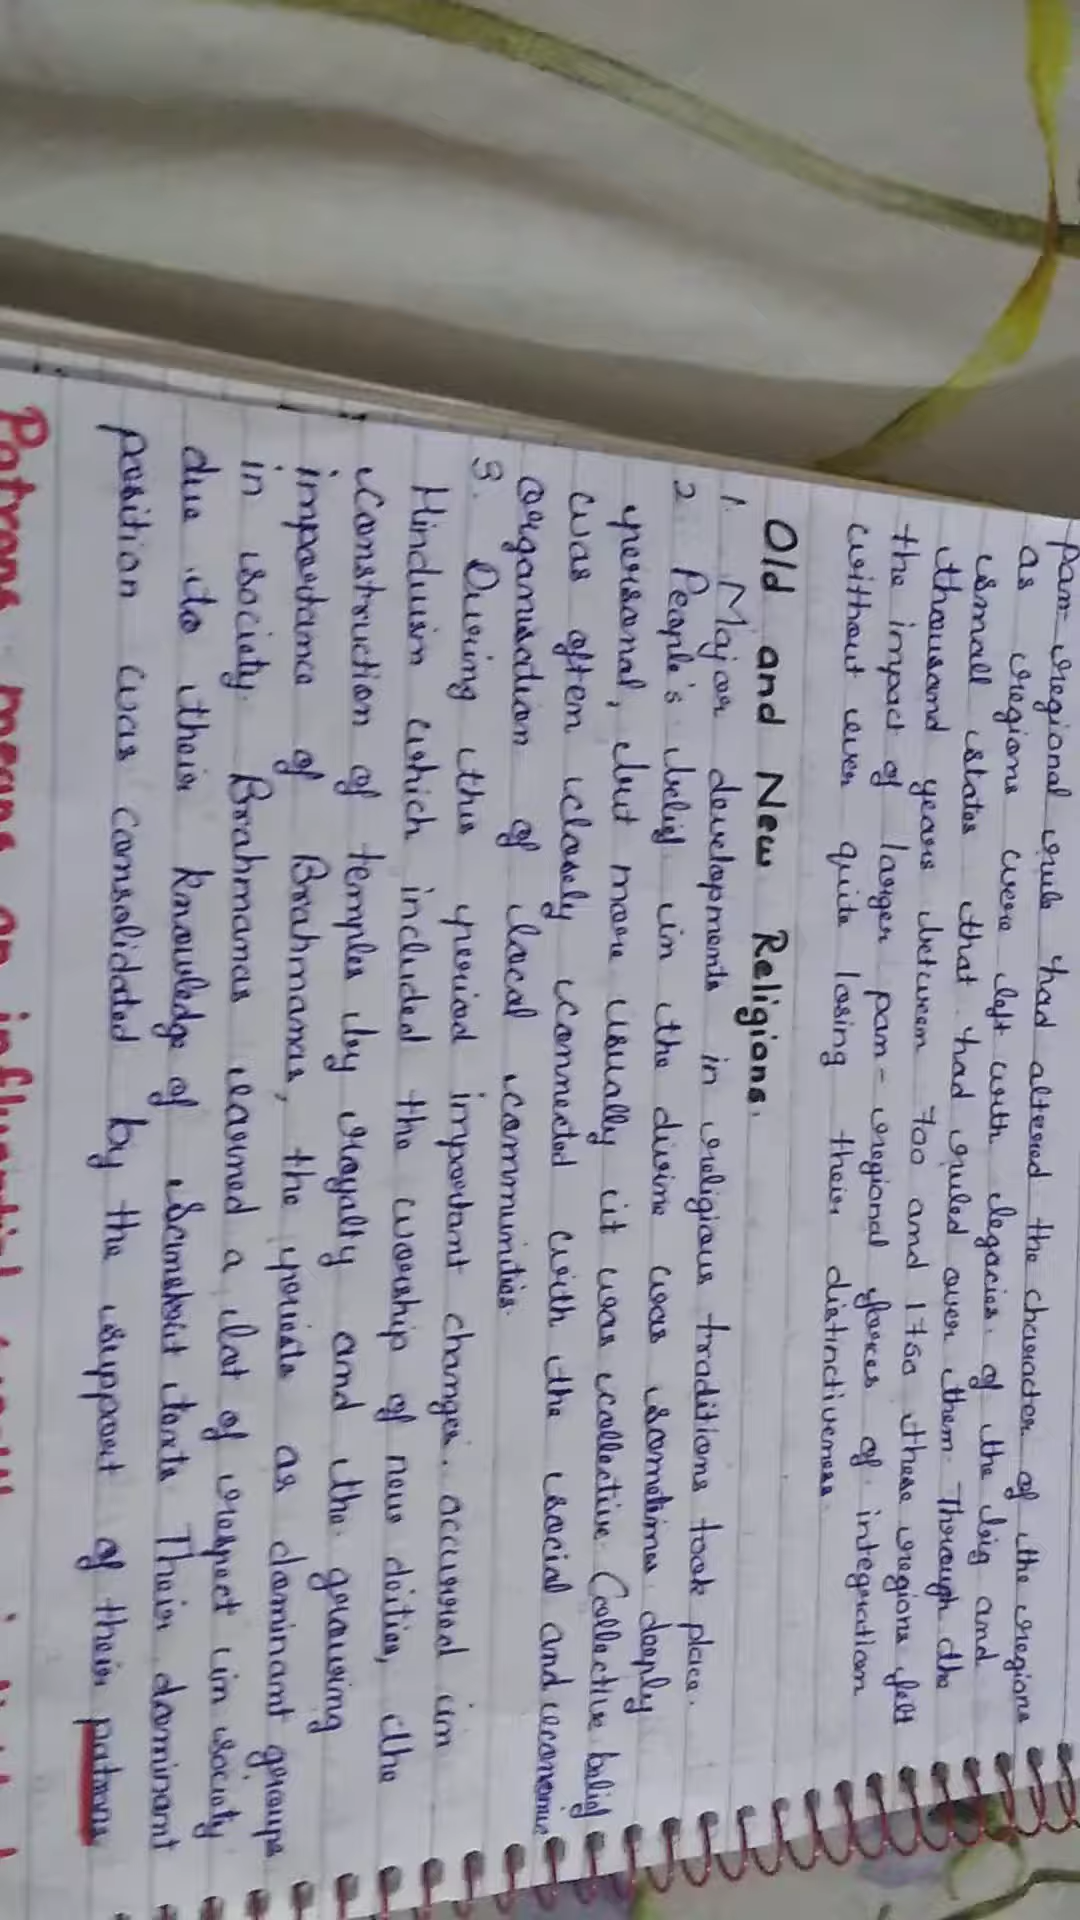 pan-regional rule had altered the character of the regions
as regions were left with legacies of the big and
small states that had ruled over them. Through the
thousand years between 700 and 1750 these regions felt
the impact of larger pan-regional forces of integration
without ever quite losing their distinctiveness.
Old and New Religions.
1. Major developments in religious traditions took place.
2. People's belief in the divine was sometimes deeply
personal, but more usually it was collective. Collective belief
was often closely connected with the social and economic
organisation of local communities.
3. During this period important changes occurred in
Hinduism which included the worship of new deities, the
construction of temples by royalty and the growing
importance of Brahmanas, the priests as dominant groups
in society. Brahmanas earned a lot of respect in society
due to their knowledge of texts. Their dominant
position was consolidated by the support of their patrons
Patrons means an influential